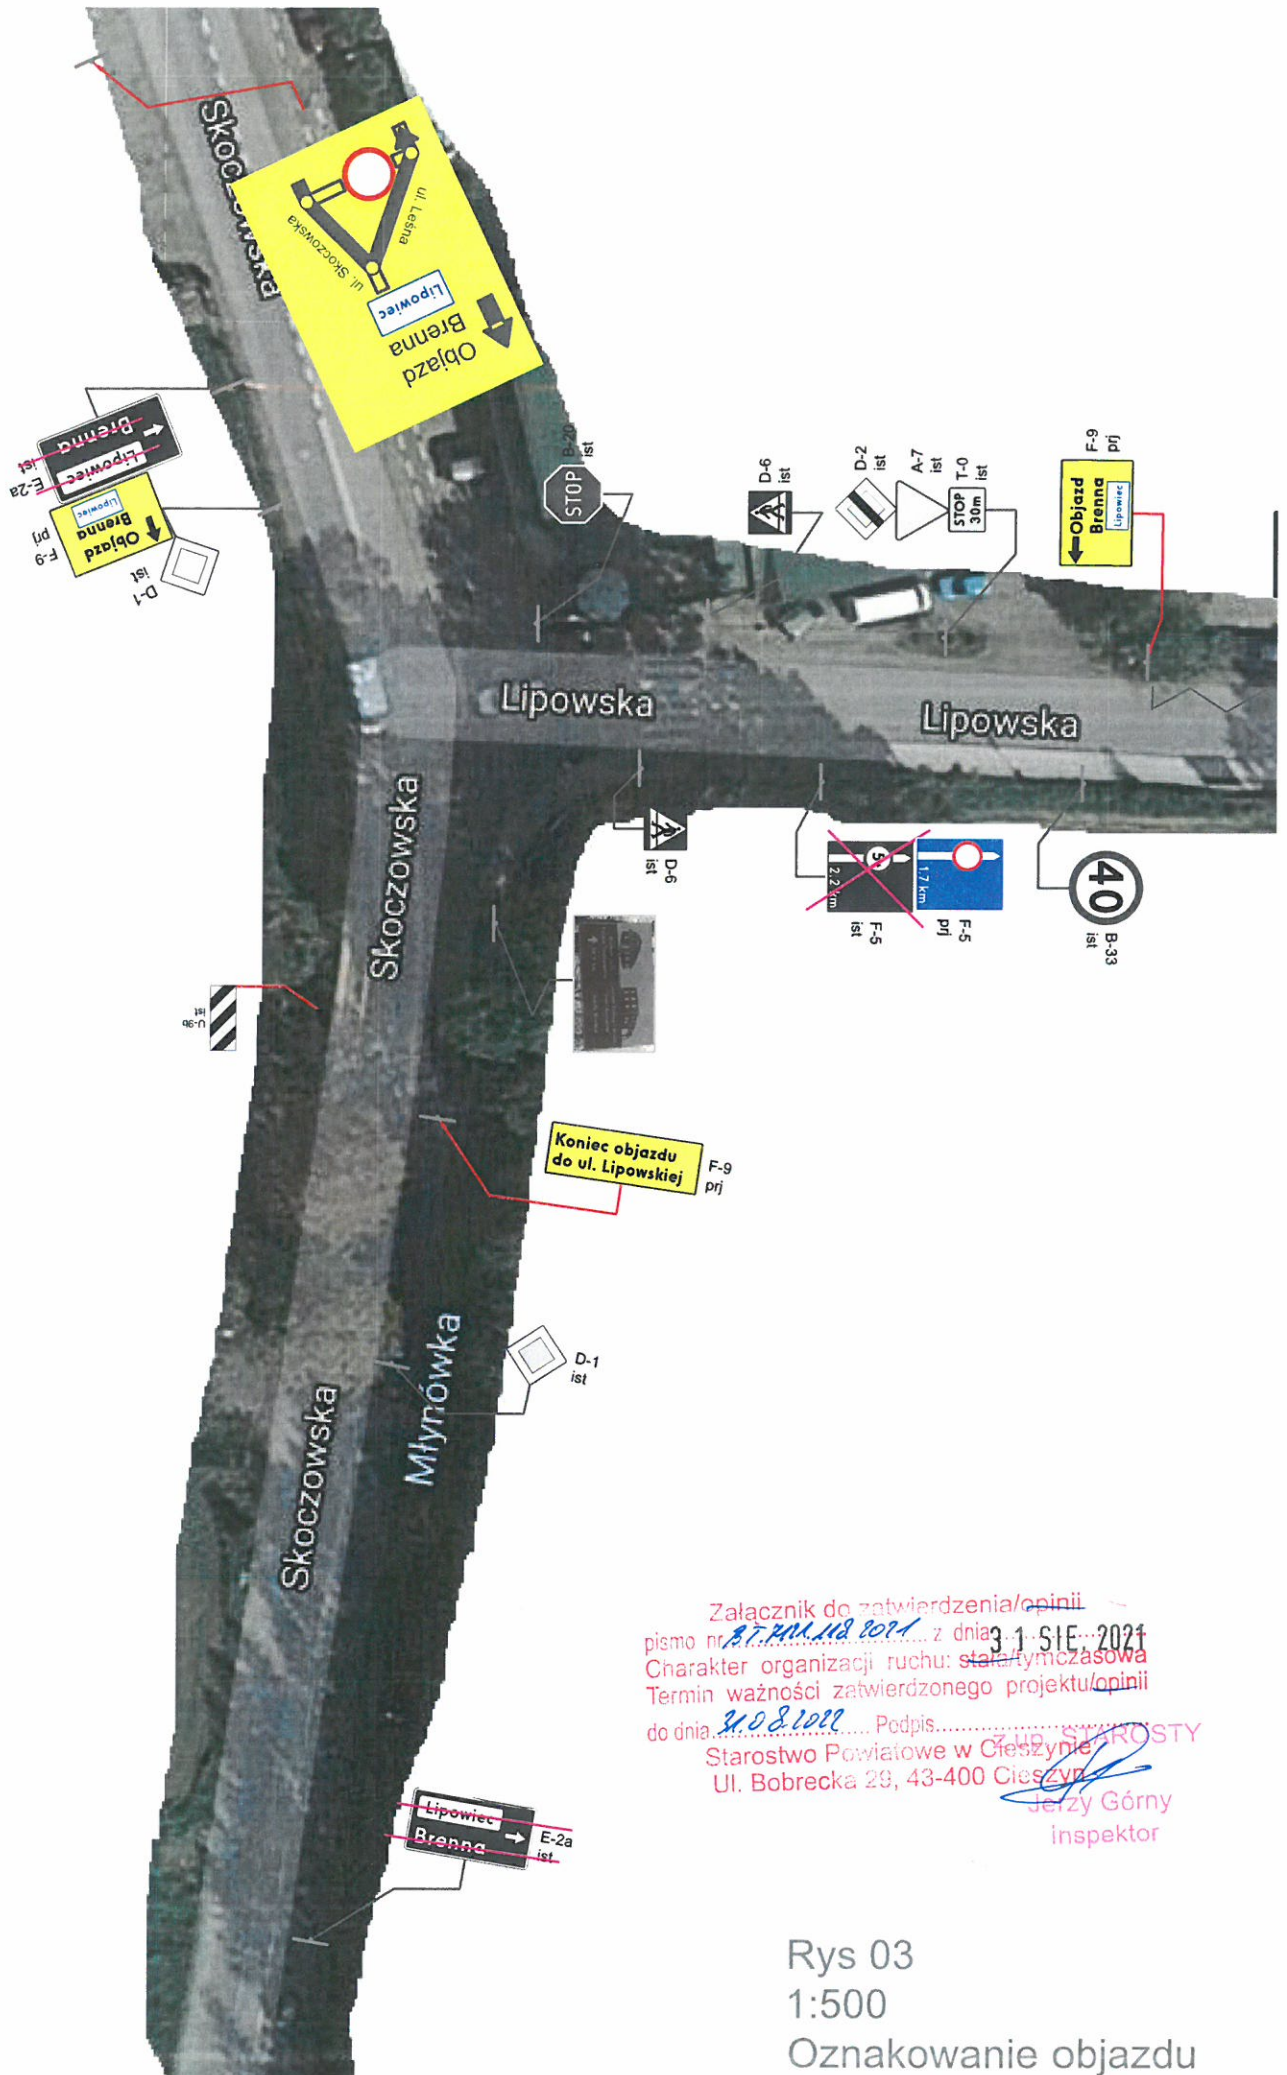 Skoczowska
ul. Skoczowska
ul. Leśna
Lipowiec
Objazd
Brenna
Lipowiec
Brenna
E-2a
ist
Objazd
Brenna
Lipowiec
F-9
prj
D-1
ist
STOP
B-20
ist
D-6
ist
D-2
ist
A-7
ist
T-0
ist
STOP
30m
F-9
prj
Objazd
Brenna
Lipowiec
Lipowska
Lipowska
Skoczowska
D-6
ist
5
2.2 km
F-5
ist
1.7 km
F-5
prj
40
B-33
ist
U-9b
ist
Koniec objazdu
do ul. Lipowskiej
F-9
prj
D-1
ist
Młynówka
Skoczowska
Lipowiec
Brenna
E-2a
ist
Załacznik do zatwierdzenia/opinii
pismo nr z dnia 31 SIE. 2021
Charakter organizacji ruchu: stała/tymczasowa
Termin ważności zatwierdzonego projektu/opinii
do dnia 31.08.2022 Podpis
Starostwo Powiatowe w Cieszynie
Ul. Bobrecka 29, 43-400 Cieszyn
z up. STAROSTY
Jerzy Górny
inspektor
Rys 03
1:500
Oznakowanie objazdu